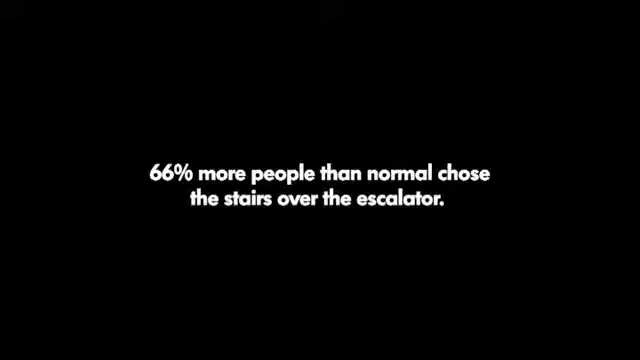 66% more people than normal chose
the stairs over the escalator.